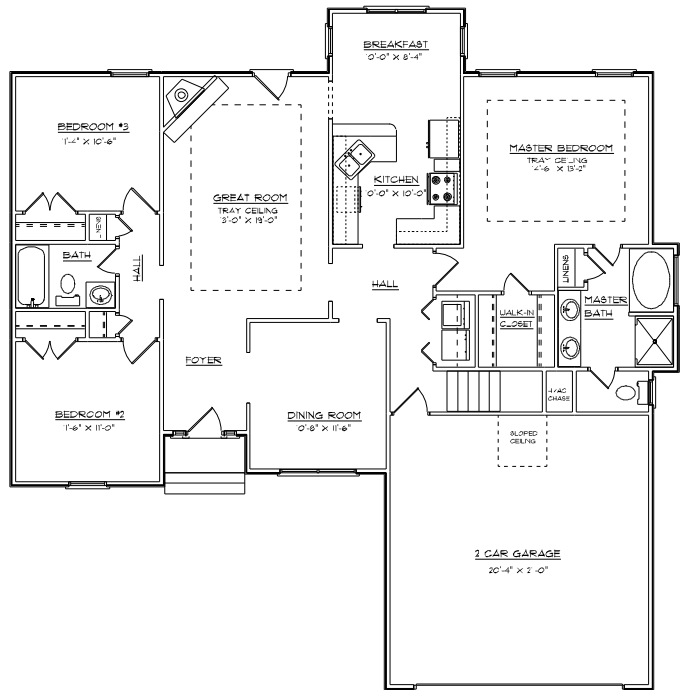 BREAKFAST
'0'-0" X 8'-4"
BEDROOM #3
'1'-4" X 10'-6"
MASTER BEDROOM
TRAY CEILING
'4'-6 X 13'-2"
KITCHEN
'0'-0" X 10'-0"
GREAT ROOM
TRAY CEILING
'3'-0" X 19'-0"
LINENS
BATH
HALL
HALL
LINENS
WALK-IN
CLOSET
MASTER
BATH
FOYER
BEDROOM #2
'1'-6" X 11'-0"
DINING ROOM
'0'-8" X 11'-6"
H/AC
CHASE
SLOPED
CEILING
2 CAR GARAGE
20'-4" X 2'-0"